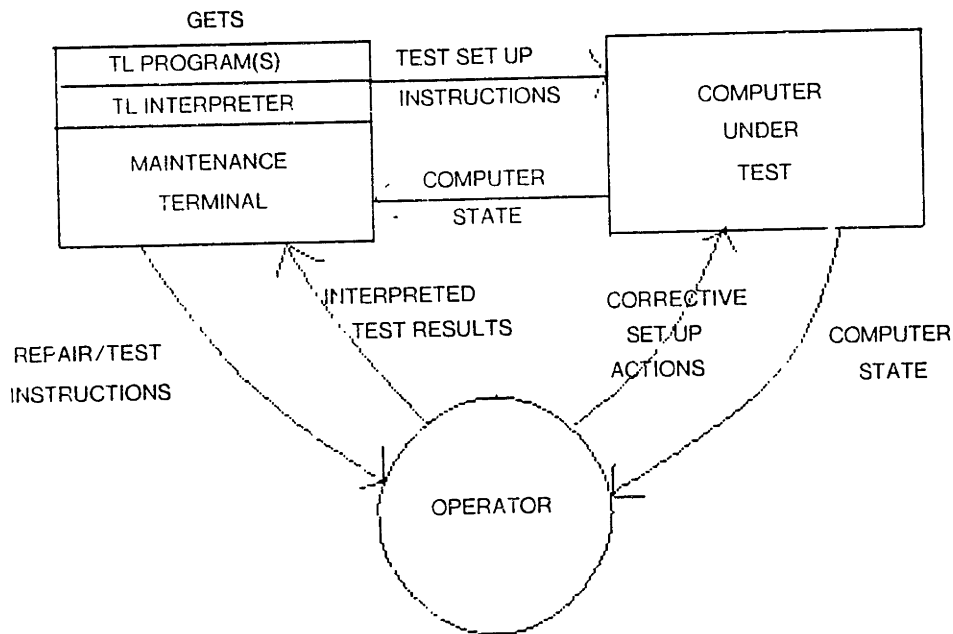 GETS
TL PROGRAM(S)
TL INTERPRETER
MAINTENANCE
TERMINAL
TEST SET UP
INSTRUCTIONS
COMPUTER
STATE
COMPUTER
UNDER
TEST
INTERPRETED
TEST RESULTS
CORRECTIVE
SET UP
ACTIONS
COMPUTER
STATE
REPAIR/TEST
INSTRUCTIONS
OPERATOR